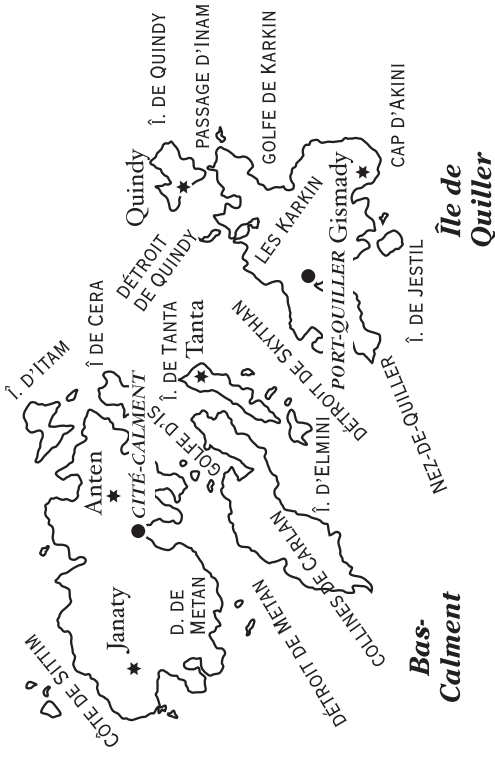 CÔTE DE SITTIM
Janaty
D. DE
METAN
Anten
CITÉ-CALMENT
Î. D'ITAM
Î DE CERA
GOLFE D'IS
Î. DE TANTA
Tanta
DÉTROIT
DE QUINDY
Quindy
Î. DE QUINDY
PASSAGE D'INAM
GOLFE DE KARKIN
LES KARKIN
DÉTROIT DE SKYTHAN
PORT-QUILLER
Gismady
CAP D'AKINI
Î. DE JESTIL
NEZ-DE-QUILLER
Î. D'ELMINI
COLLINES DE CARLAN
DÉTROIT DE METAN
Bas-
Calment
Île de
Quiller